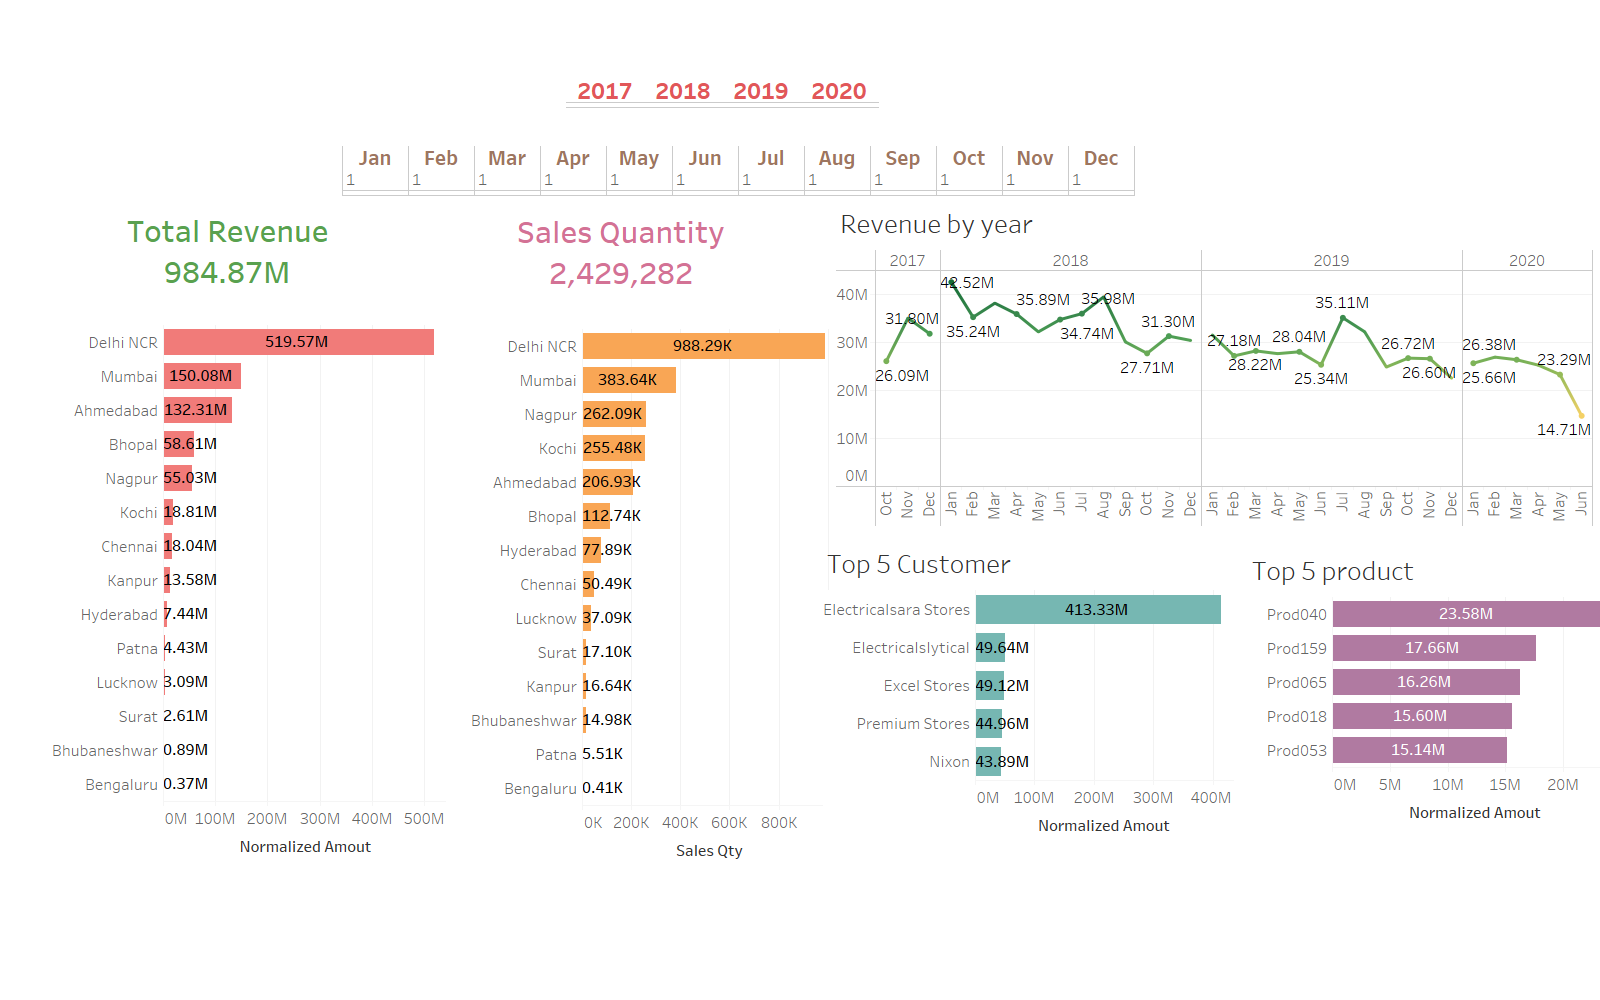 2017 2018 2019 2020
Jan Feb Mar Apr May Jun Jul Aug Sep Oct Nov Dec
1 1 1 1 1 1 1 1 1 1 1 1
Total Revenue
984.87M
Delhi NCR 519.57M
Mumbai 150.08M
Ahmedabad 132.31M
Bhopal 58.61M
Nagpur 55.03M
Kochi 18.81M
Chennai 18.04M
Kanpur 13.58M
Hyderabad 7.44M
Patna 4.43M
Lucknow 3.09M
Surat 2.61M
Bhubaneshwar 0.89M
Bengaluru 0.37M
0M 100M 200M 300M 400M 500M
Normalized Amout
Sales Quantity
2,429,282
Delhi NCR 988.29K
Mumbai 383.64K
Nagpur 262.09K
Kochi 255.48K
Ahmedabad 206.93K
Bhopal 112.74K
Hyderabad 77.89K
Chennai 50.49K
Lucknow 37.09K
Surat 17.10K
Kanpur 16.64K
Bhubaneshwar 14.98K
Patna 5.51K
Bengaluru 0.41K
0K 200K 400K 600K 800K
Sales Qty
Revenue by year
2017 2018 2019 2020
40M
30M
20M
10M
0M
26.09M 31.80M 42.52M 35.24M 35.89M 34.74M 35.98M 27.71M 31.30M 27.18M 28.22M 28.04M 25.34M 35.11M 26.72M 26.60M 25.66M 26.38M 23.29M 14.71M
Oct Nov Dec Jan Feb Mar Apr May Jun Jul Aug Sep Oct Nov Dec Jan Feb Mar Apr May Jun Jul Aug Sep Oct Nov Dec Jan Feb Mar Apr May Jun
Top 5 Customer
Electricalsara Stores 413.33M
Electricalslytical 49.64M
Excel Stores 49.12M
Premium Stores 44.96M
Nixon 43.89M
0M 100M 200M 300M 400M
Normalized Amout
Top 5 product
Prod040 23.58M
Prod159 17.66M
Prod065 16.26M
Prod018 15.60M
Prod053 15.14M
0M 5M 10M 15M 20M
Normalized Amout